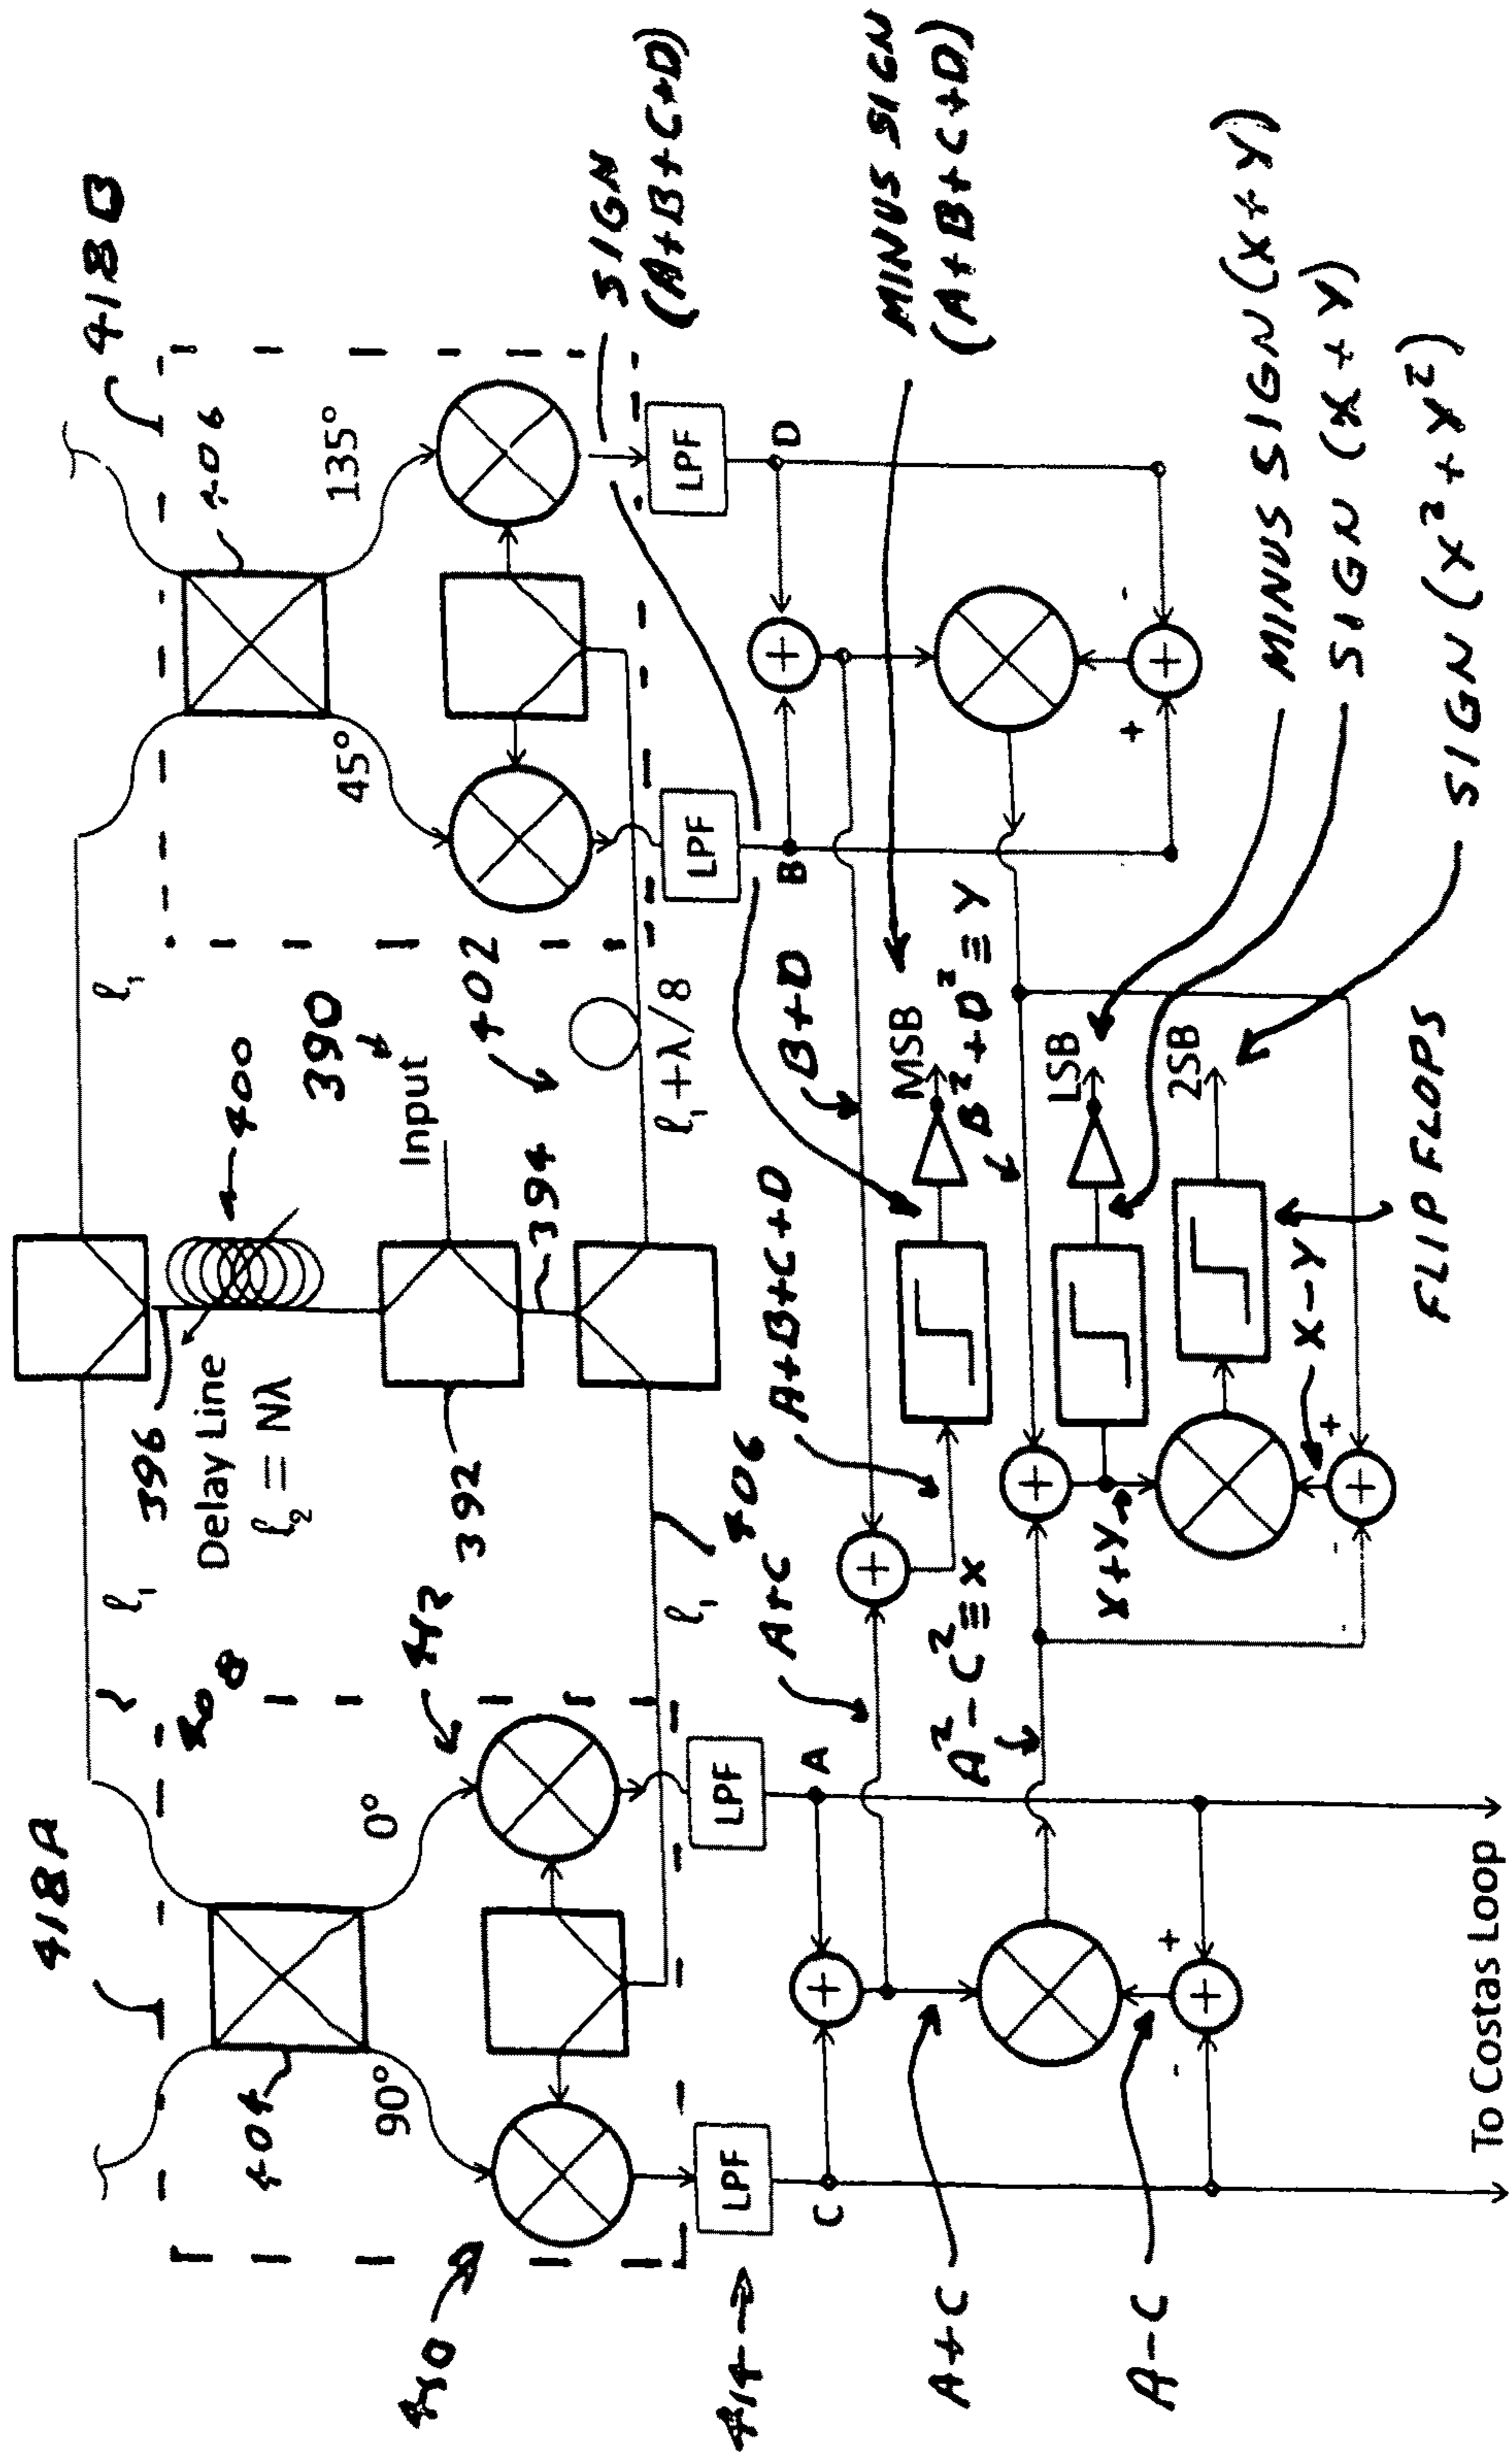 418A
404
90°
0°
410
412
408
414
LPF
LPF
C
A
A+C
A-C
To Costas Loop
ℓ₁
396
Delay Line
ℓ₂ = Nλ
392
ℓ₁
406
A+C
A²-C²≡X
A+B+C+D
X+Y
X-Y
400
390
Input
394
402
ℓ₁+λ/8
ℓ₁
B+D
MSB
B²+D²≡Y
LSB
2SB
FLIP FLOPS
418B
406
45°
135°
LPF
LPF
B
D
SIGN
(A+B+C+D)
MINUS SIGN
(A+B+C+D)
MINUS SIGN (X+Y)
SIGN (X+Y)
SIGN (X²+Y²)
+
-
+
-
+
-
+
+
+
+
+
+
+
+